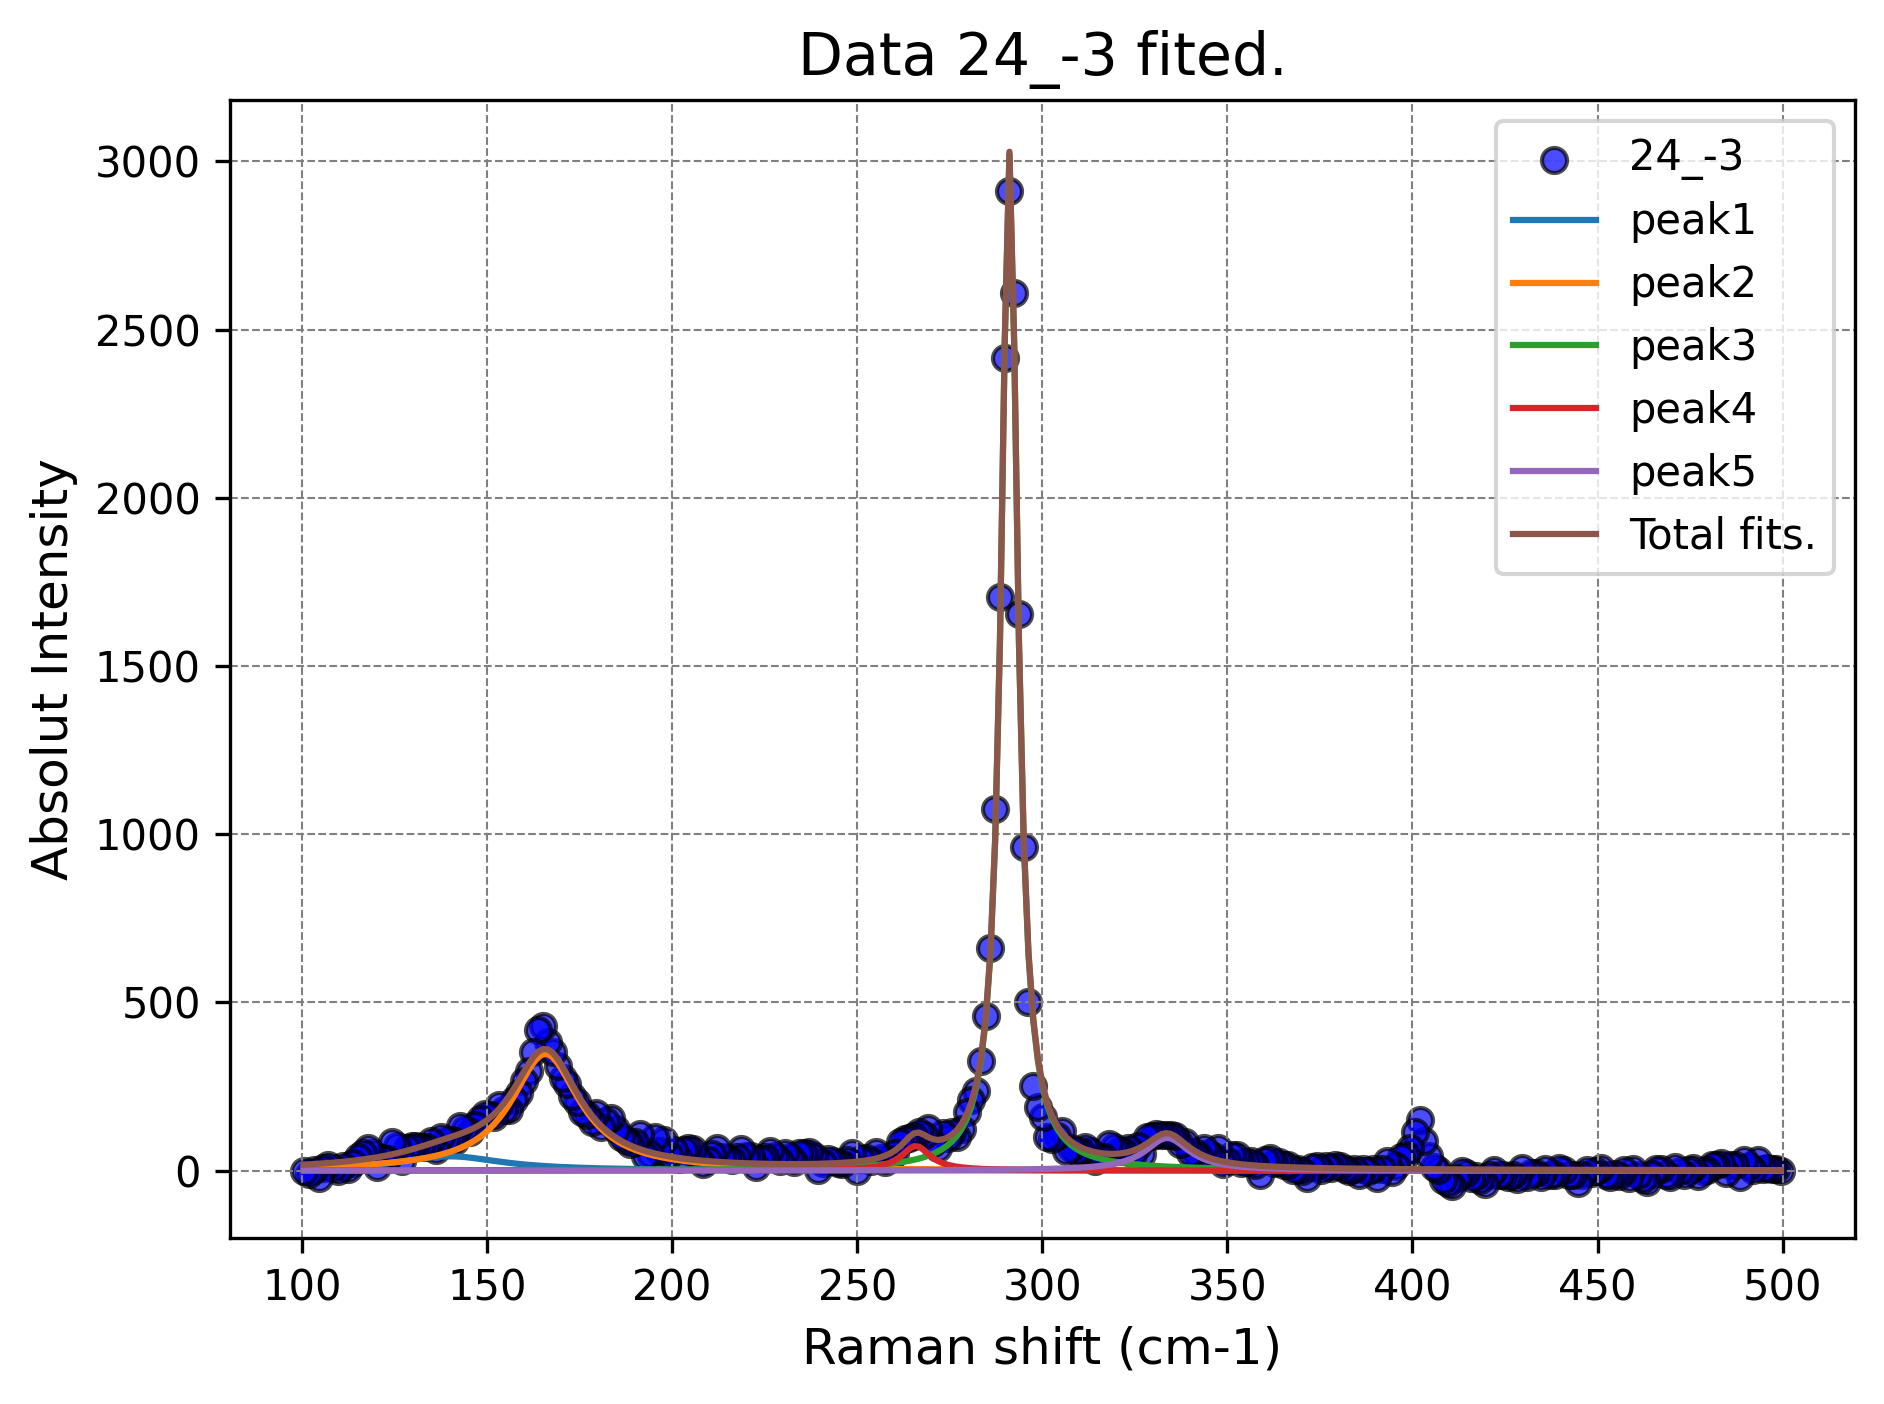 Data 24_-3 fited.
24_-3
peak1
peak2
peak3
peak4
peak5
Total fits.
Absolut Intensity
3000
2500
2000
1500
1000
500
0
100 150 200 250 300 350 400 450 500
Raman shift (cm-1)